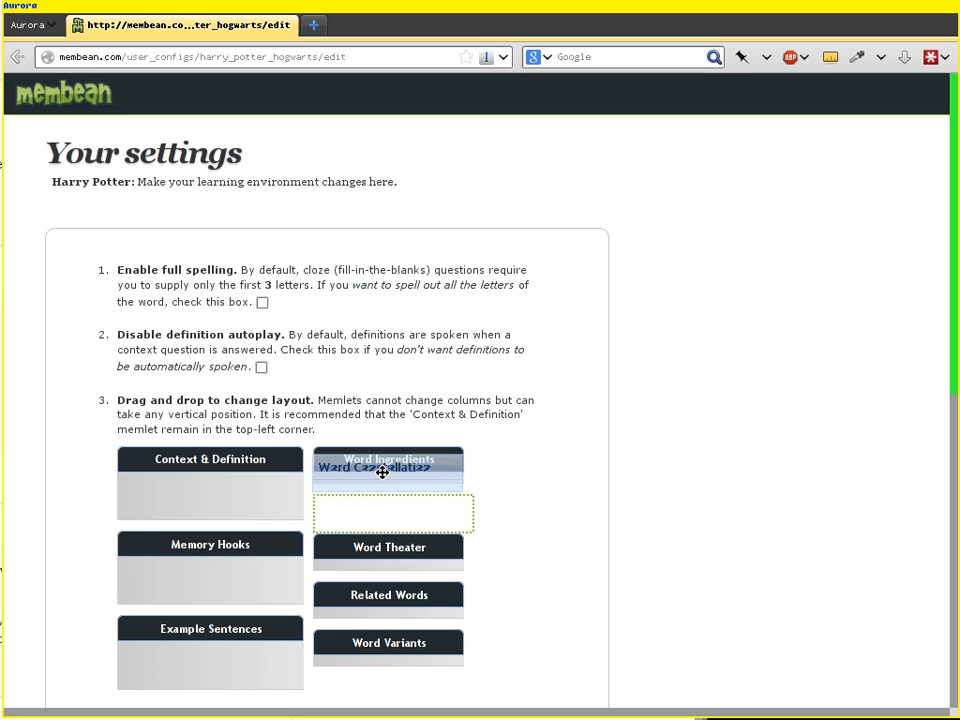 Aurora
Aurora
http://membean.co...ter_hogwarts/edit
membean.com/user_configs/harry_potter_hogwarts/edit
Google
ABP
membean
Your settings
Harry Potter: Make your learning environment changes here.
1. Enable full spelling. By default, cloze (fill-in-the-blanks) questions require
you to supply only the first 3 letters. If you want to spell out all the letters of
the word, check this box.
2. Disable definition autoplay. By default, definitions are spoken when a
context question is answered. Check this box if you don't want definitions to
be automatically spoken.
3. Drag and drop to change layout. Memlets cannot change columns but can
take any vertical position. It is recommended that the 'Context & Definition'
memlet remain in the top-left corner.
Context & Definition
Word Ingredients
Word
Memory Hooks
Word Theater
Related Words
Example Sentences
Word Variants